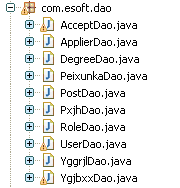 com.esoft.dao
AcceptDao.java
ApplierDao.java
DegreeDao.java
PeixunkaDao.java
PostDao.java
PxjhDao.java
RoleDao.java
UserDao.java
YggrjlDao.java
YgjbxxDao.java